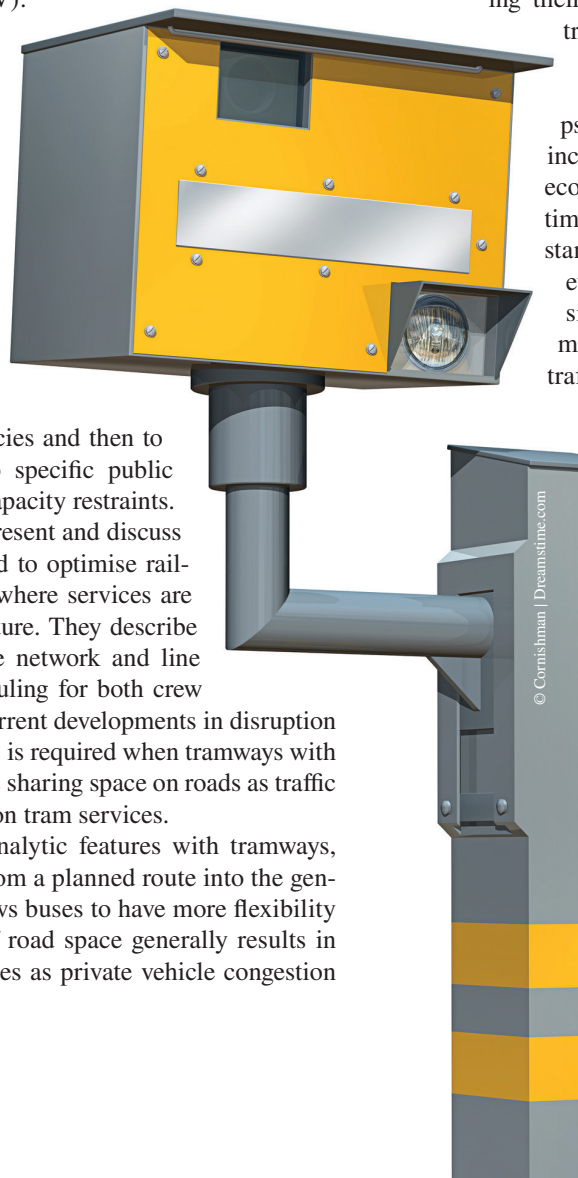 cies and then to
specific public
apacity restraints.
resent and discuss
d to optimise rail-
where services are
ture. They describe
e network and line
uling for both crew
rrent developments in disruption
is required when tramways with
sharing space on roads as traffic
on tram services.
nalytic features with tramways,
om a planned route into the gen-
ws buses to have more flexibility
road space generally results in
es as private vehicle congestion
ing their
tr
ps
inc
eco
tim
star
e
si
m
traf
© Cornishman | Dreamstime.com